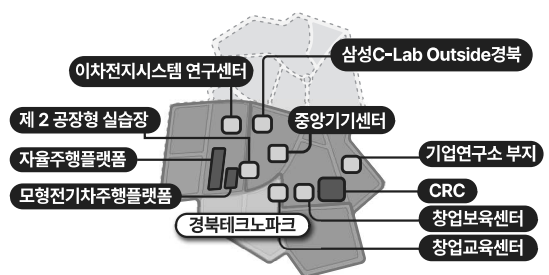 삼성C-Lab Outside경북
이차전지시스템 연구센터
제 2 공장형 실습장
중앙기기센터
자율주행플랫폼
기업연구소 부지
모형전기차주행플랫폼
CRC
경북테크노파크
창업보육센터
창업교육센터